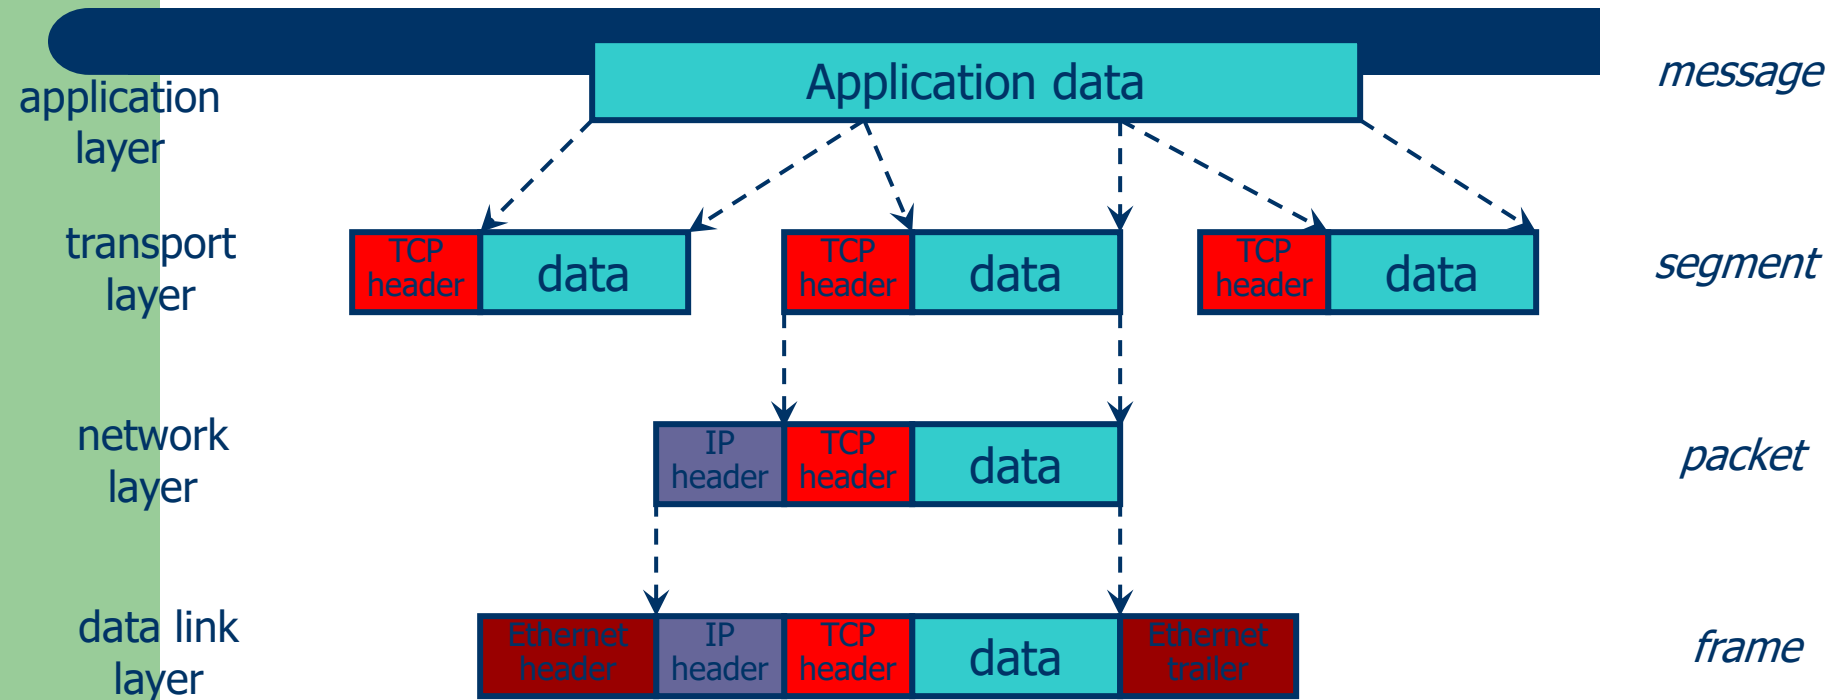 Application data
message
application
layer
transport
layer
TCP
header
data
TCP
header
data
TCP
header
data
segment
network
layer
IP
header
TCP
header
data
packet
data link
layer
Ethernet
header
IP
header
TCP
header
data
Ethernet
trailer
frame